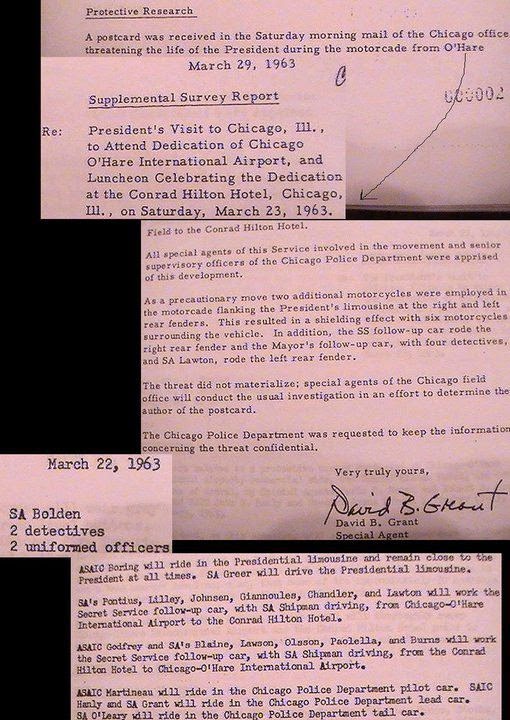 Protective Research
A postcard was received in the Saturday morning mail of the Chicago office
threatening the life of the President during the motorcade from O'Hare
March 29, 1963
000002
Supplemental Survey Report
Re: President's Visit to Chicago, Ill.,
to Attend Dedication of Chicago
O'Hare International Airport, and
Luncheon Celebrating the Dedication
at the Conrad Hilton Hotel, Chicago,
Ill., on Saturday, March 23, 1963.
Field to the Conrad Hilton Hotel.
All special agents of this Service involved in the movement and senior
supervisory officers of the Chicago Police Department were apprised
of this development.
As a precautionary move two additional motorcycles were employed in
the motorcade flanking the President's limousine at the right and left
rear fenders. This resulted in a shielding effect with six motorcycles
surrounding the vehicle. In addition, the SS follow-up car rode the
right rear fender and the Mayor's follow-up car, with four detectives,
and SA Lawton, rode the left rear fender.
The threat did not materialize; special agents of the Chicago field
office will conduct the usual investigation in an effort to determine the
author of the postcard.
The Chicago Police Department was requested to keep the information
concerning the threat confidential.
Very truly yours,
David B. Grant
David B. Grant
Special Agent
March 22, 1963
SA Bolden
2 detectives
2 uniformed officers
ASAIC Boring will ride in the Presidential limousine and remain close to the
President at all times. SA Greer will drive the Presidential limousine.
SA's Pontius, Lilley, Johnsen, Giannoules, Chandler, and Lawton will work the
Secret Service follow-up car, with SA Shipman driving, from Chicago-O'Hare
International Airport to the Conrad Hilton Hotel.
ASAIC Godfrey and SA's Blaine, Lawson, Olsson, Paolella, and Burns will work
the Secret Service follow-up car, with SA Shipman driving, from the Conrad
Hilton Hotel to Chicago-O'Hare International Airport.
ASAIC Martineau will ride in the Chicago Police Department pilot car. SAIC
Hanly and SA Grant will ride in the Chicago Police Department lead car.
SA O'Leary will ride in the Chicago Police Department tail car.